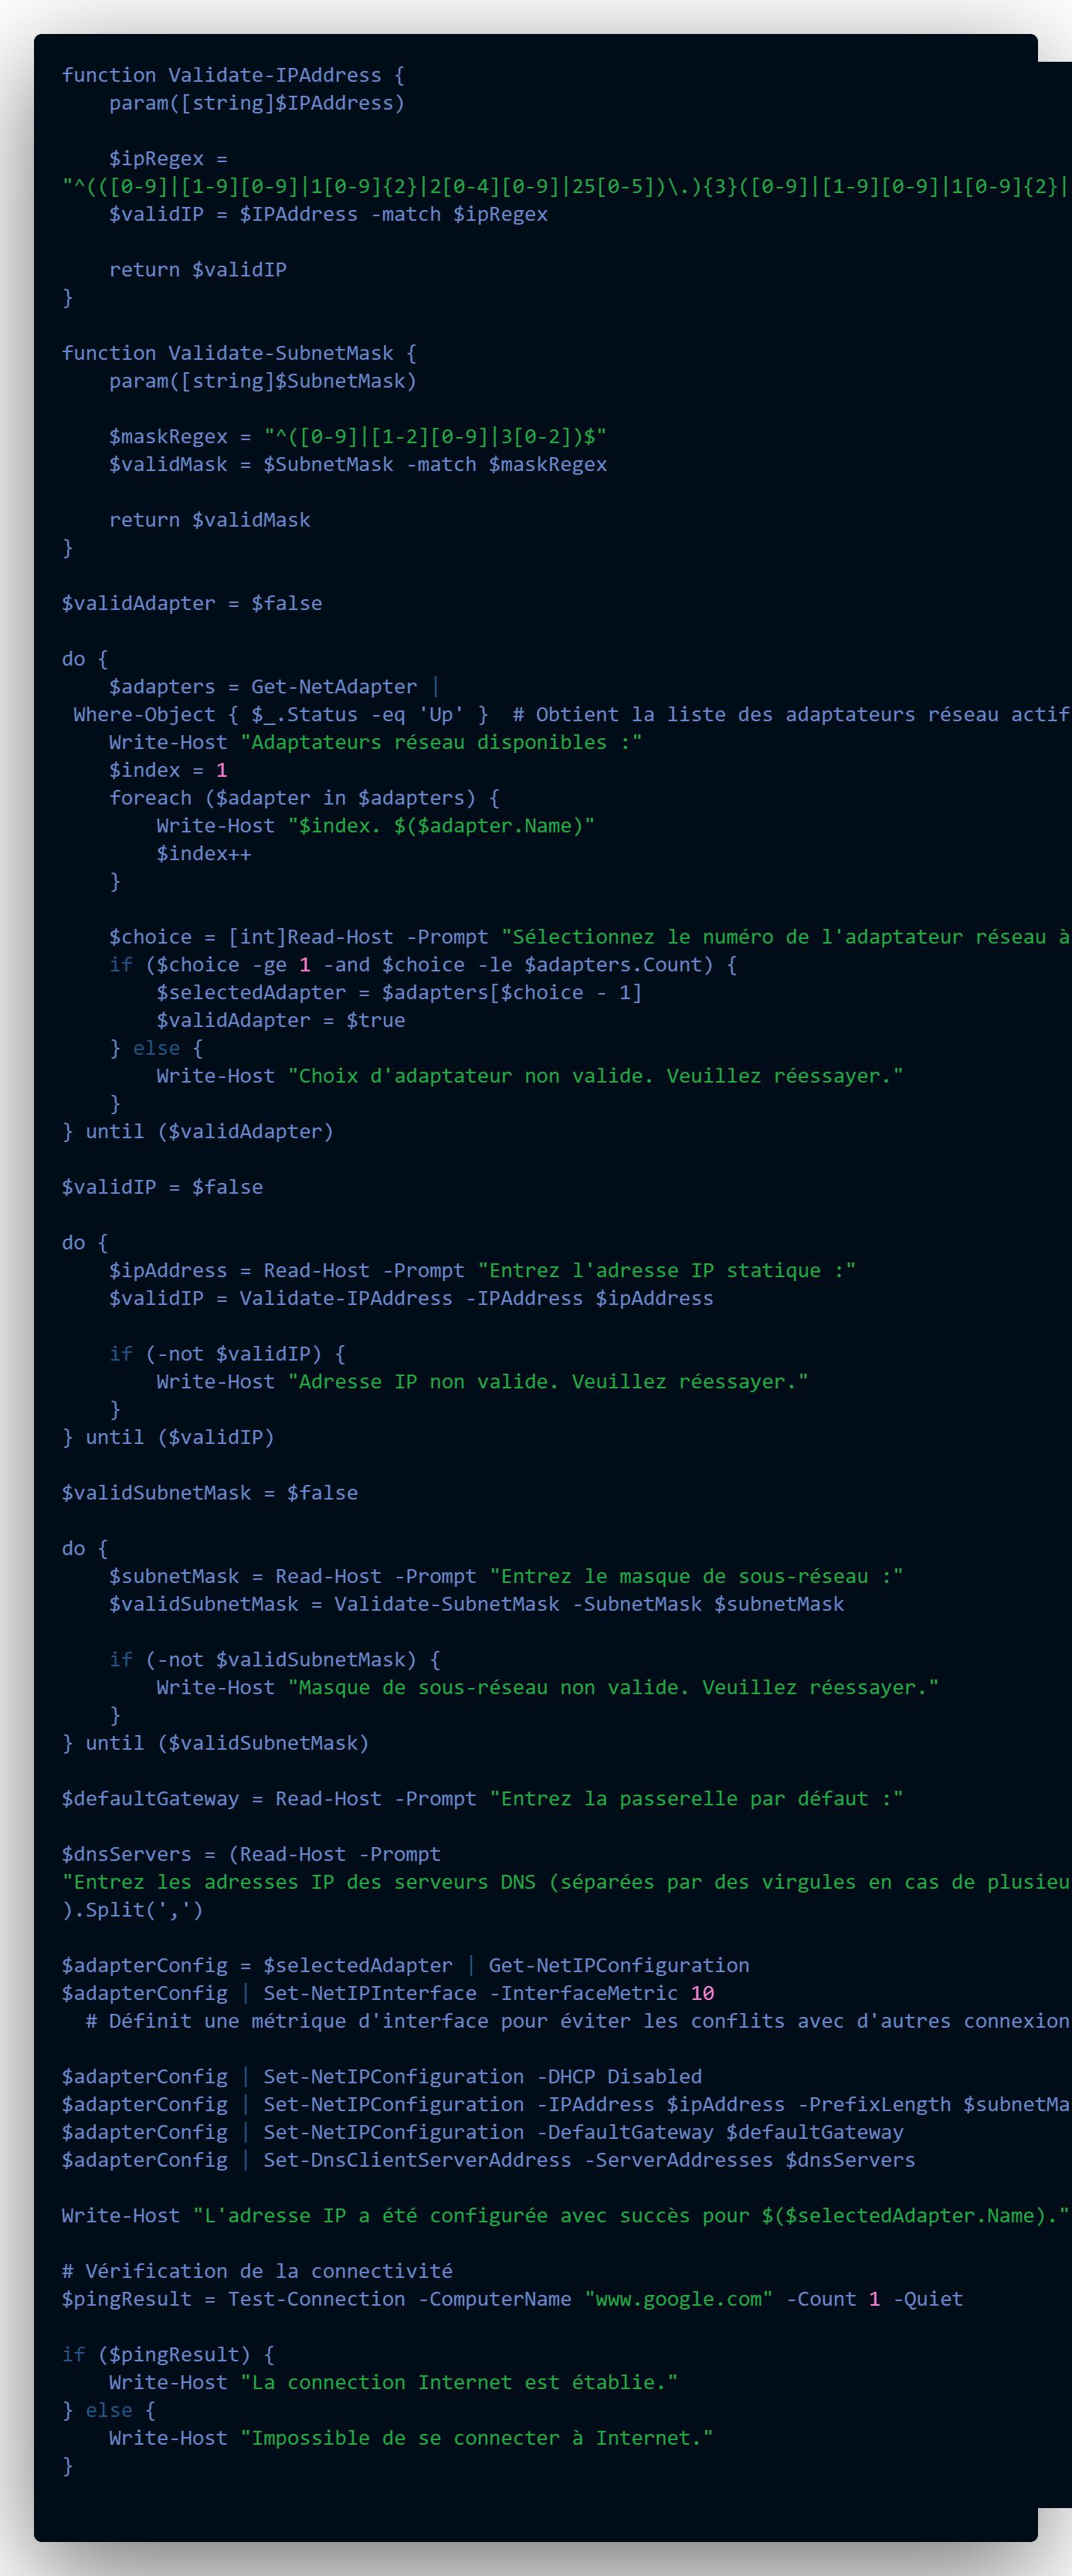 function Validate-IPAddress {
    param([string]$IPAddress)

    $ipRegex =
"^(([0-9]|[1-9][0-9]|1[0-9]{2}|2[0-4][0-9]|25[0-5])\.){3}([0-9]|[1-9][0-9]|1[0-9]{2}|
    $validIP = $IPAddress -match $ipRegex

    return $validIP
}

function Validate-SubnetMask {
    param([string]$SubnetMask)

    $maskRegex = "^([0-9]|[1-2][0-9]|3[0-2])$"
    $validMask = $SubnetMask -match $maskRegex

    return $validMask
}

$validAdapter = $false

do {
    $adapters = Get-NetAdapter |
 Where-Object { $_.Status -eq 'Up' }  # Obtient la liste des adaptateurs réseau actif
    Write-Host "Adaptateurs réseau disponibles :"
    $index = 1
    foreach ($adapter in $adapters) {
        Write-Host "$index. $($adapter.Name)"
        $index++
    }

    $choice = [int]Read-Host -Prompt "Sélectionnez le numéro de l'adaptateur réseau à
    if ($choice -ge 1 -and $choice -le $adapters.Count) {
        $selectedAdapter = $adapters[$choice - 1]
        $validAdapter = $true
    } else {
        Write-Host "Choix d'adaptateur non valide. Veuillez réessayer."
    }
} until ($validAdapter)

$validIP = $false

do {
    $ipAddress = Read-Host -Prompt "Entrez l'adresse IP statique :"
    $validIP = Validate-IPAddress -IPAddress $ipAddress

    if (-not $validIP) {
        Write-Host "Adresse IP non valide. Veuillez réessayer."
    }
} until ($validIP)

$validSubnetMask = $false

do {
    $subnetMask = Read-Host -Prompt "Entrez le masque de sous-réseau :"
    $validSubnetMask = Validate-SubnetMask -SubnetMask $subnetMask

    if (-not $validSubnetMask) {
        Write-Host "Masque de sous-réseau non valide. Veuillez réessayer."
    }
} until ($validSubnetMask)

$defaultGateway = Read-Host -Prompt "Entrez la passerelle par défaut :"

$dnsServers = (Read-Host -Prompt
"Entrez les adresses IP des serveurs DNS (séparées par des virgules en cas de plusieu
).Split(',')

$adapterConfig = $selectedAdapter | Get-NetIPConfiguration
$adapterConfig | Set-NetIPInterface -InterfaceMetric 10
  # Définit une métrique d'interface pour éviter les conflits avec d'autres connexion

$adapterConfig | Set-NetIPConfiguration -DHCP Disabled
$adapterConfig | Set-NetIPConfiguration -IPAddress $ipAddress -PrefixLength $subnetMa
$adapterConfig | Set-NetIPConfiguration -DefaultGateway $defaultGateway
$adapterConfig | Set-DnsClientServerAddress -ServerAddresses $dnsServers

Write-Host "L'adresse IP a été configurée avec succès pour $($selectedAdapter.Name)."

# Vérification de la connectivité
$pingResult = Test-Connection -ComputerName "www.google.com" -Count 1 -Quiet

if ($pingResult) {
    Write-Host "La connection Internet est établie."
} else {
    Write-Host "Impossible de se connecter à Internet."
}